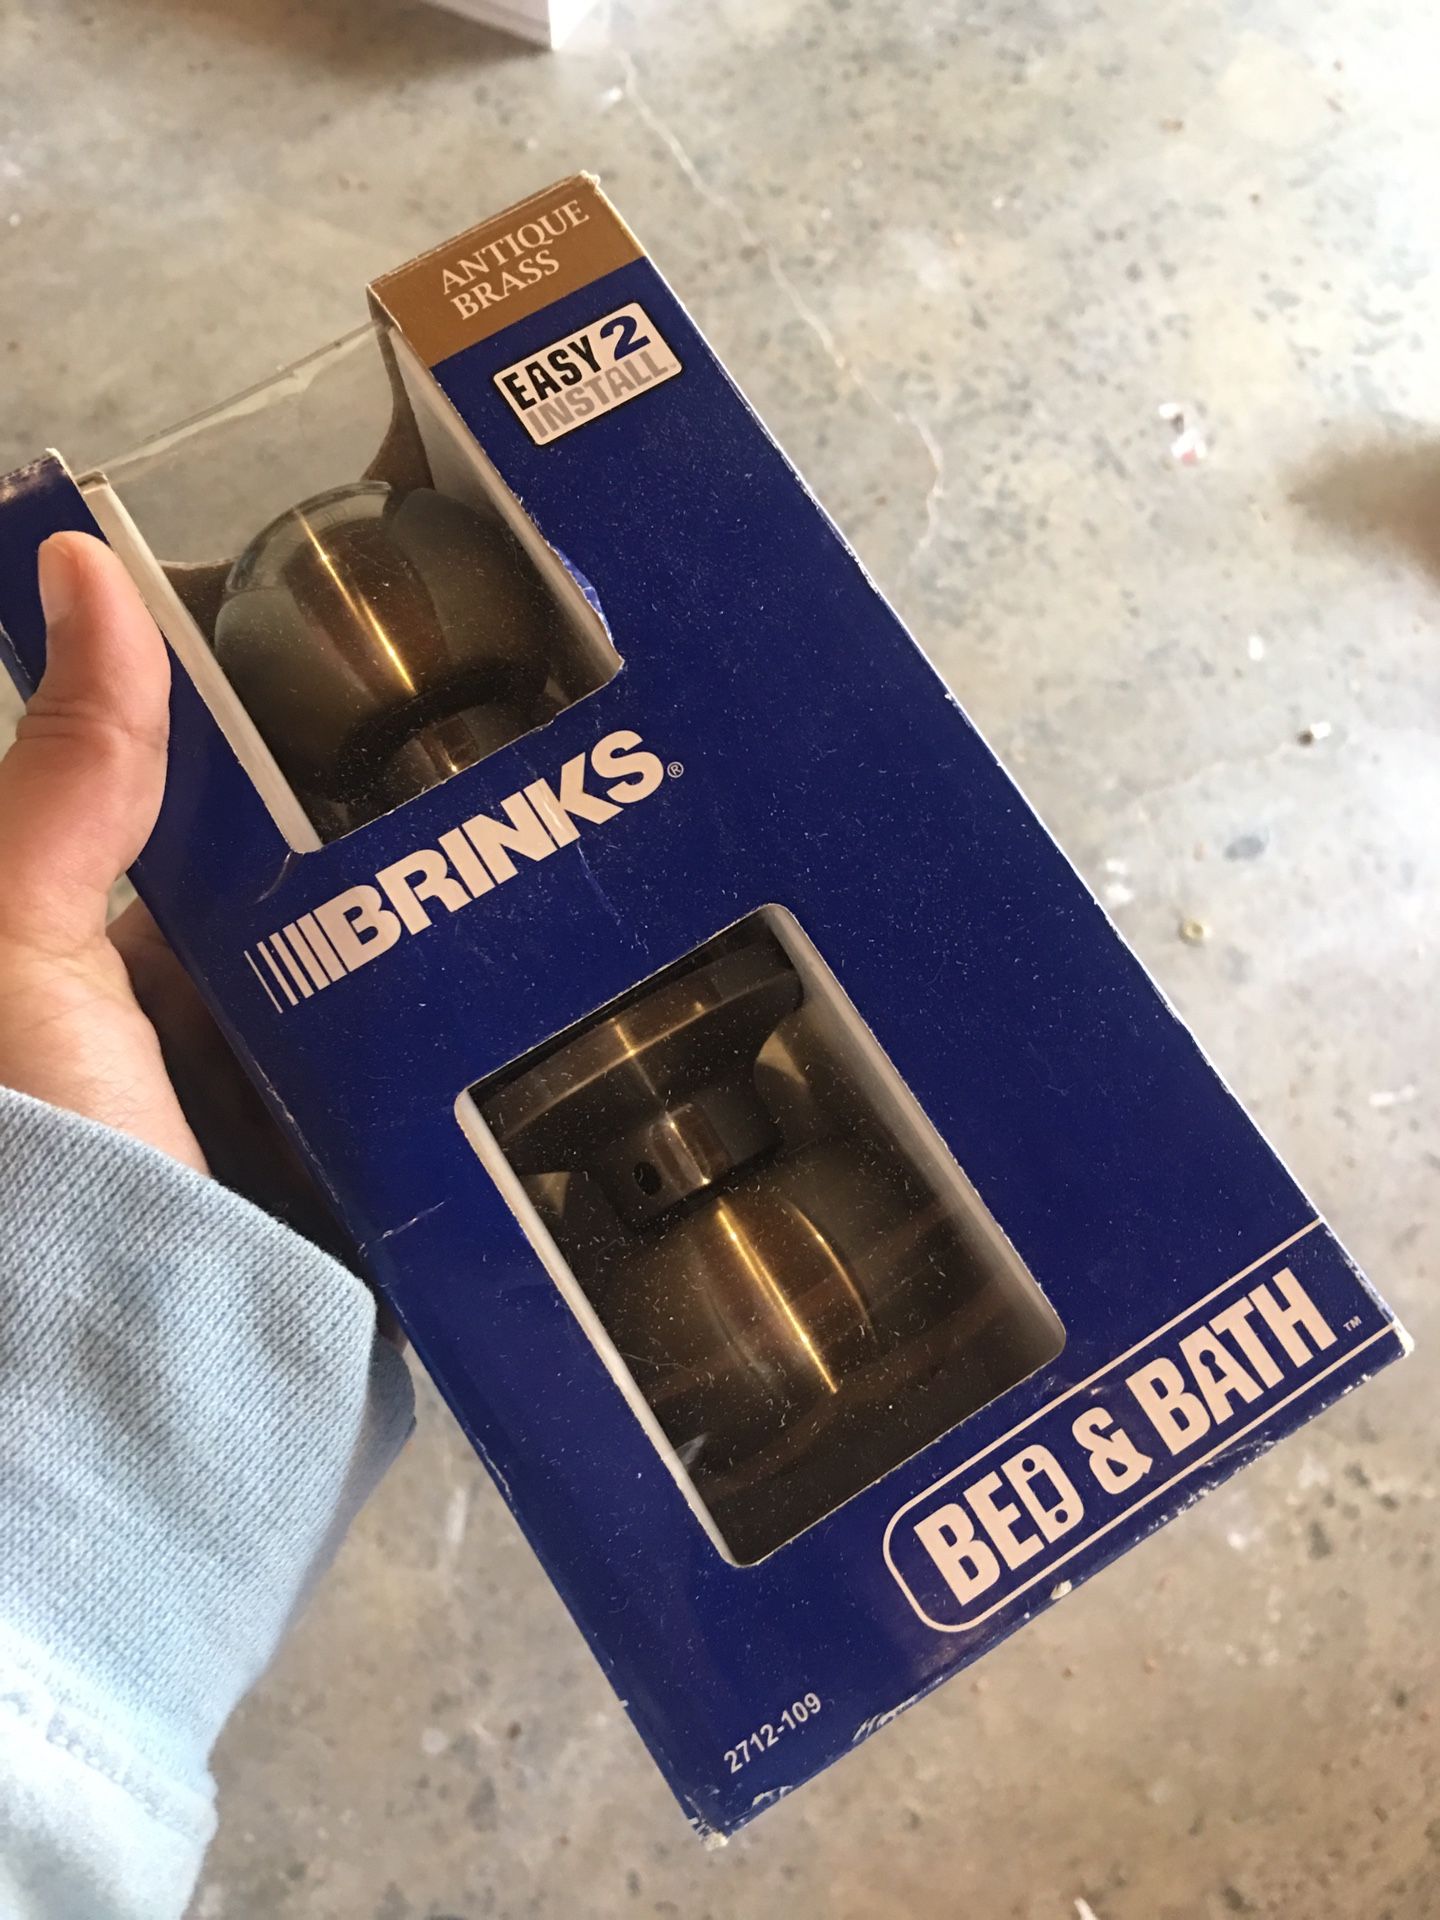 ANTIQUE
BRASS
EASY 2
INSTALL
BRINKS®
BED & BATH™
2712-109